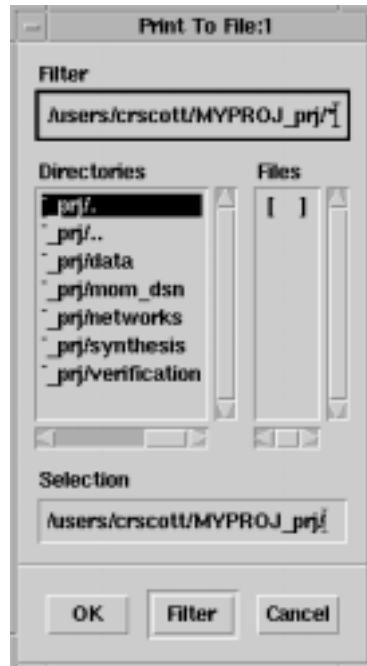 Print To File:1
Filter
/users/crscott/MYPROJ_prj/*
Directories
Files
_prj/.
[ ]
_prj/..
_prj/data
_prj/mom_dsn
_prj/networks
_prj/synthesis
_prj/verification
Selection
/users/crscott/MYPROJ_prj/
OK
Filter
Cancel